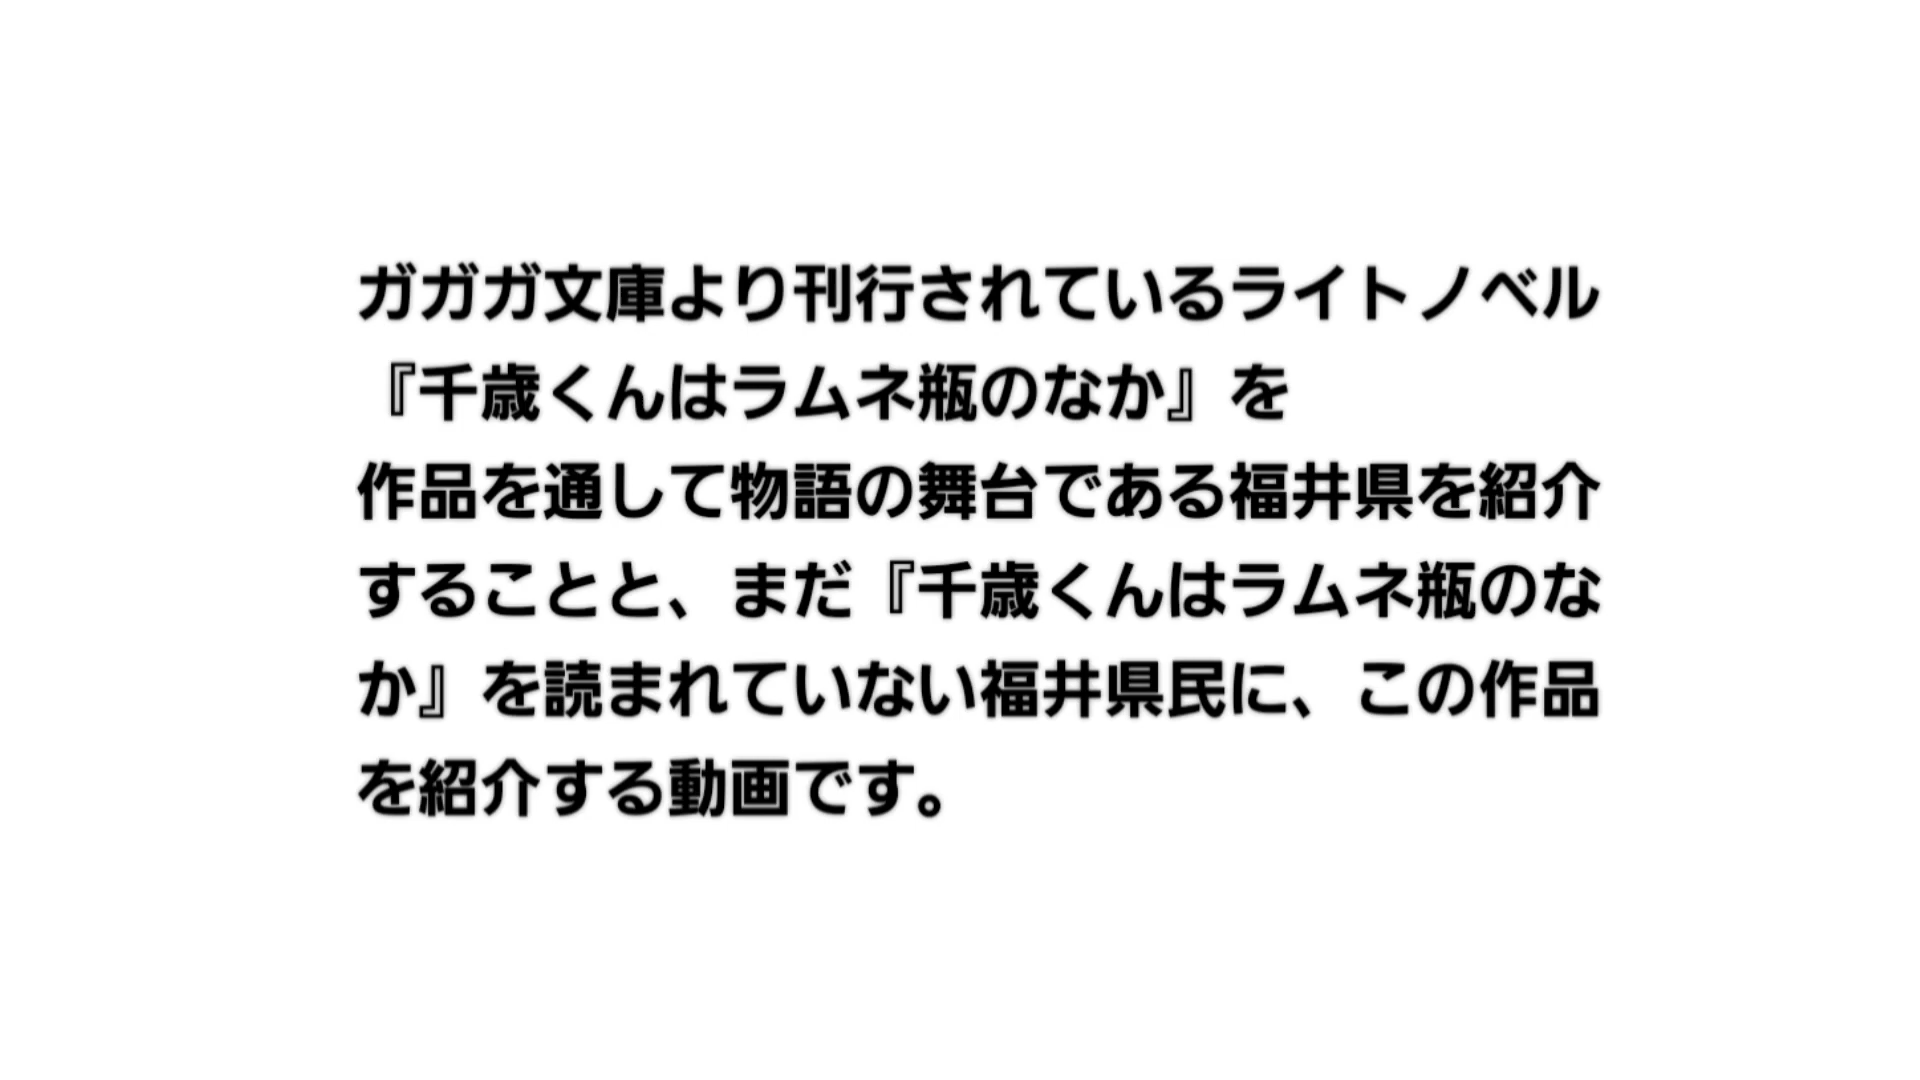 ガガガ文庫より刊行されているライトノベル
『千歳くんはラムネ瓶のなか』を
作品を通して物語の舞台である福井県を紹介
することと、まだ『千歳くんはラムネ瓶のな
か』を読まれていない福井県民に、この作品
を紹介する動画です。